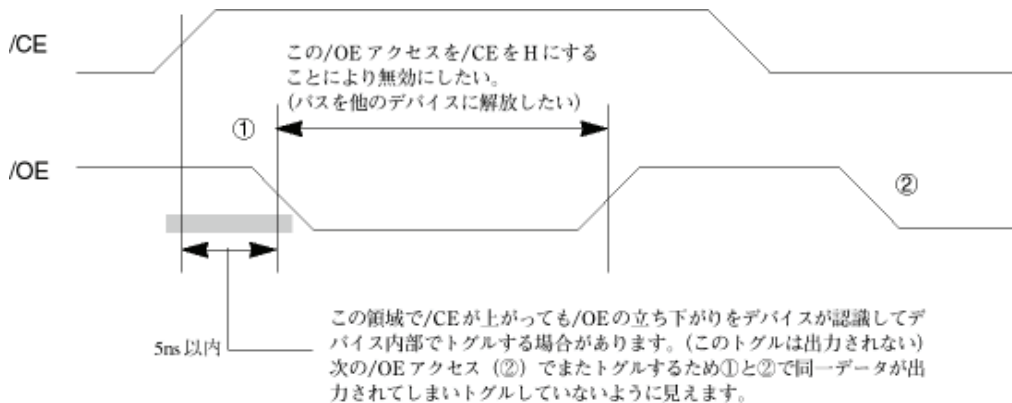 /CE
この/OE アクセスを/CEをHにする
ことにより無効にしたい。
(バスを他のデバイスに解放したい)
①
/OE
②
5ns 以内
この領域で/CEが上がっても/OEの立ち下がりをデバイスが認識してデ
バイス内部でトグルする場合があります。(このトグルは出力されない)
次の/OEアクセス（②）でまたトグルするため①と②で同一データが出
力されてしまいトグルしていないように見えます。